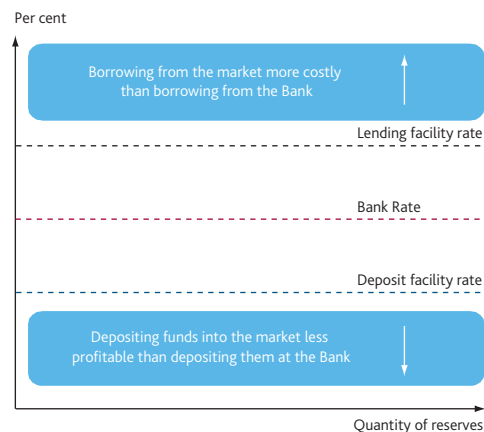 Per cent
Borrowing from the market more costly
than borrowing from the Bank
Lending facility rate
Bank Rate
Deposit facility rate
Depositing funds into the market less
profitable than depositing them at the Bank
Quantity of reserves